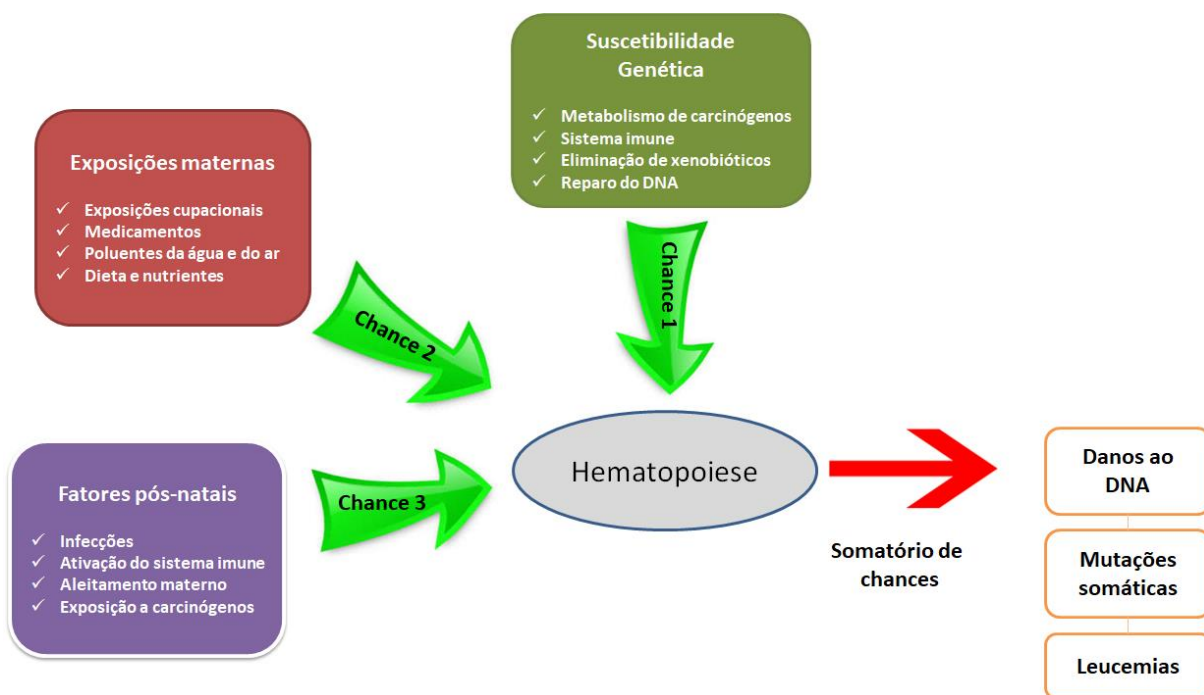 Suscetibilidade
Genética
✓ Metabolismo de carcinógenos
✓ Sistema imune
✓ Eliminação de xenobióticos
✓ Reparo do DNA
Exposições maternas
✓ Exposições cupacionais
✓ Medicamentos
✓ Poluentes da água e do ar
✓ Dieta e nutrientes
Chance 1
Chance 2
Fatores pós-natais
✓ Infecções
✓ Ativação do sistema imune
✓ Aleitamento materno
✓ Exposição a carcinógenos
Chance 3
Hematopoiese
Somatório de
chances
Danos ao
DNA
Mutações
somáticas
Leucemias